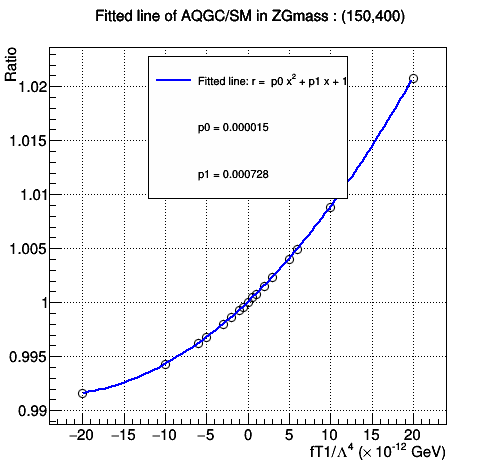 Fitted line of AQGC/SM in ZGmass : (150,400)
Ratio
Fitted line: r = p0 x² + p1 x + 1
p0 = 0.000015
p1 = 0.000728
1.02
1.015
1.01
1.005
1
0.995
0.99
−20 −15 −10 −5 0 5 10 15 20
fT1/Λ⁴ (× 10⁻¹² GeV)